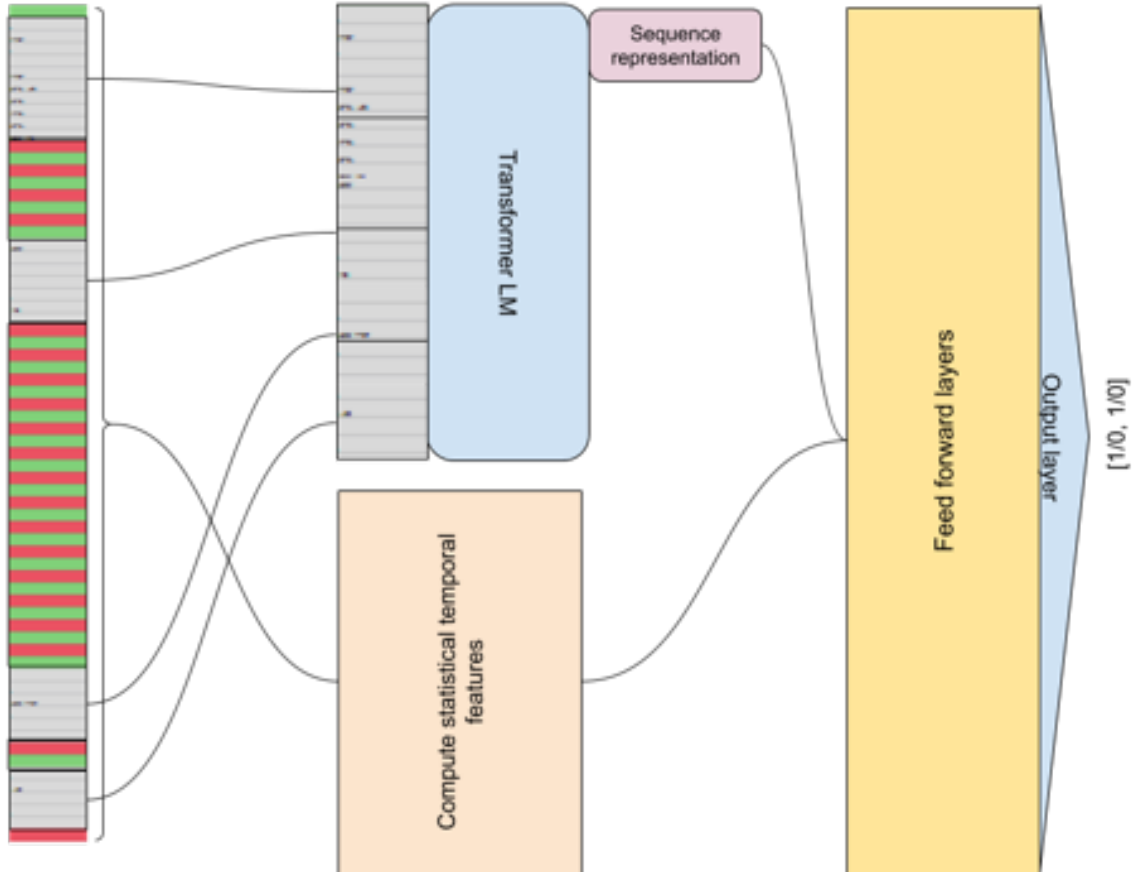 Sequence
representation
Transformer LM
Compute statistical temporal
features
Feed forward layers
Output layer
[1/0, 1/0]